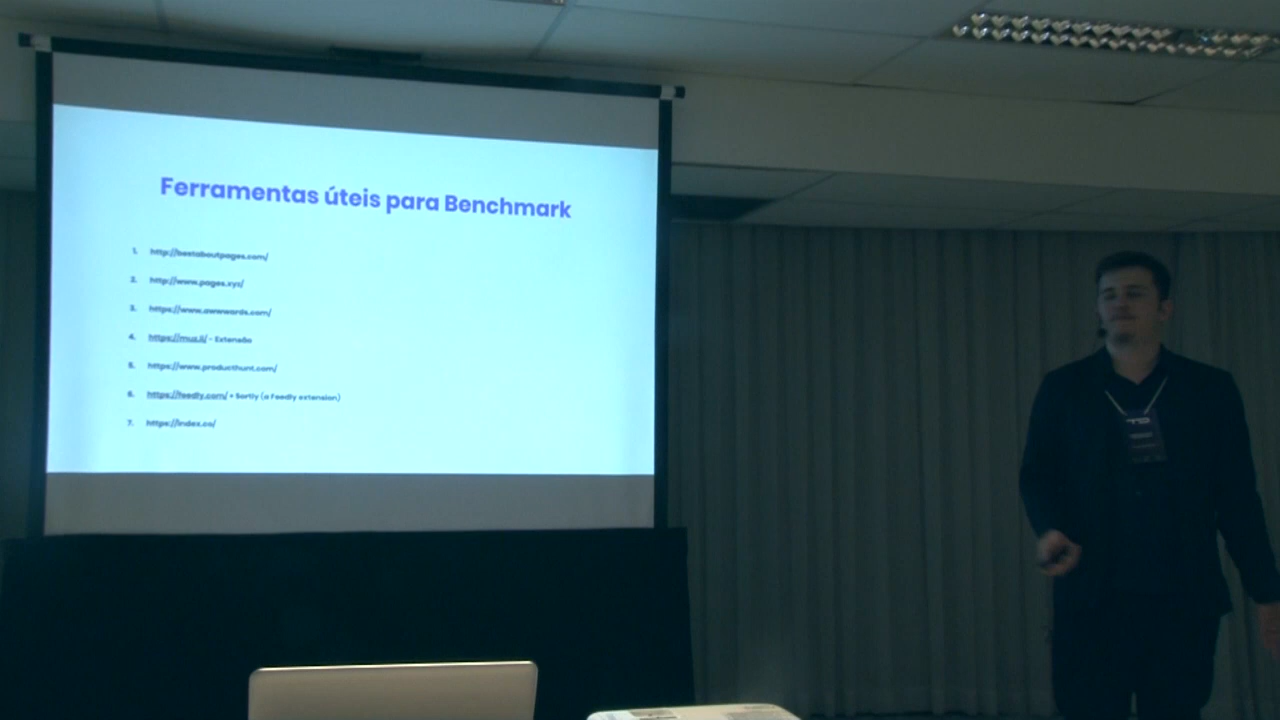 Ferramentas úteis para Benchmark
1. http://bestaboutpages.com/
2. http://www.pages.xyz/
3. https://www.awwwards.com/
4. https://muz.li/ - Extensão
5. https://www.producthunt.com/
6. https://feedly.com/ + Sortly (a Feedly extension)
7. https://index.co/